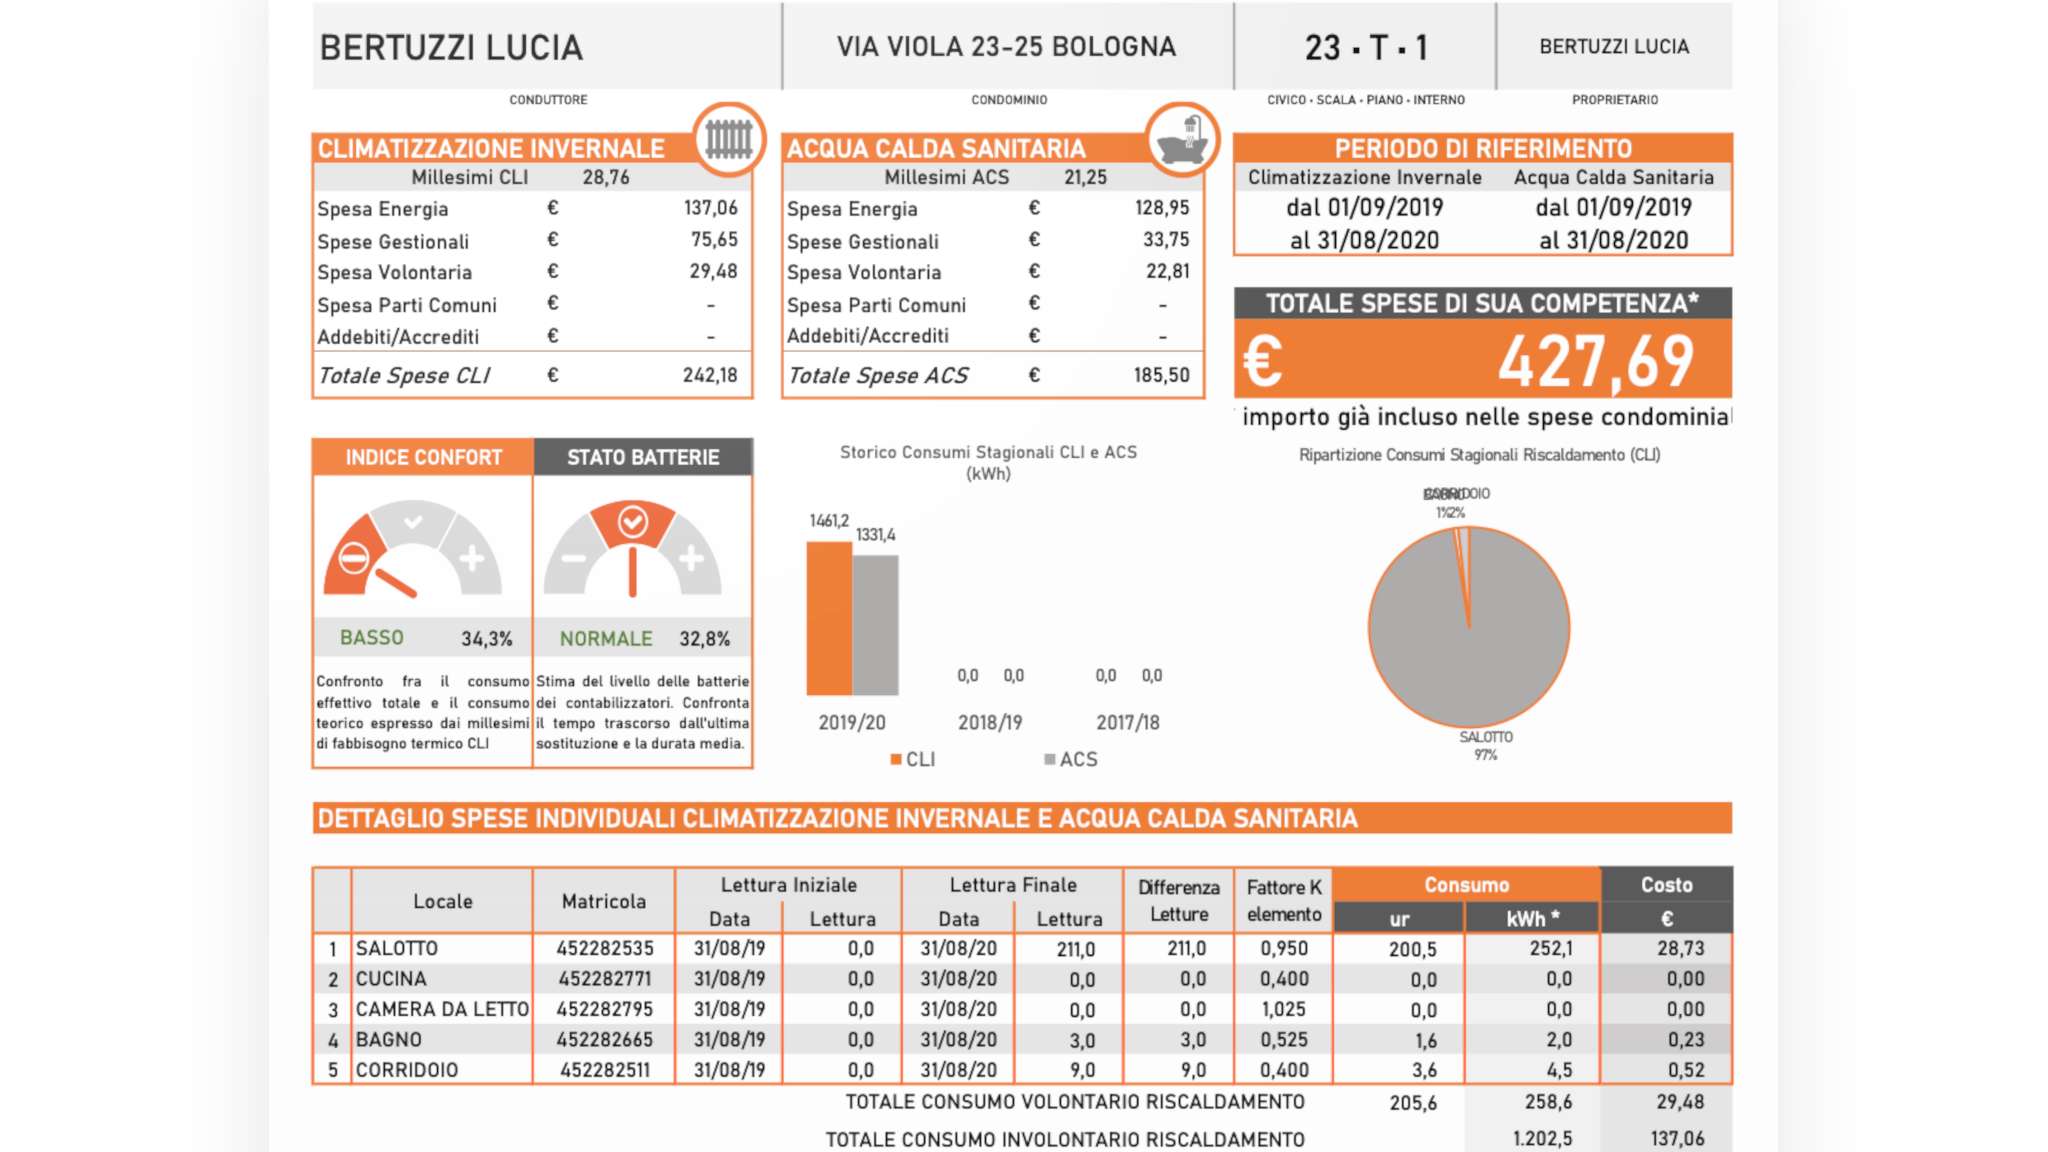 BERTUZZI LUCIA VIA VIOLA 23-25 BOLOGNA 23 · T · 1 BERTUZZI LUCIA
CONDUTTORE CONDOMINIO CIVICO · SCALA · PIANO · INTERNO PROPRIETARIO
CLIMATIZZAZIONE INVERNALE
Millesimi CLI 28,76
Spesa Energia € 137,06
Spese Gestionali € 75,65
Spesa Volontaria € 29,48
Spesa Parti Comuni € -
Addebiti/Accrediti € -
Totale Spese CLI € 242,18
ACQUA CALDA SANITARIA
Millesimi ACS 21,25
Spesa Energia € 128,95
Spese Gestionali € 33,75
Spesa Volontaria € 22,81
Spesa Parti Comuni € -
Addebiti/Accrediti € -
Totale Spese ACS € 185,50
PERIODO DI RIFERIMENTO
Climatizzazione Invernale Acqua Calda Sanitaria
dal 01/09/2019 dal 01/09/2019
al 31/08/2020 al 31/08/2020
TOTALE SPESE DI SUA COMPETENZA*
€ 427,69
importo già incluso nelle spese condominial
INDICE CONFORT
BASSO 34,3%
Confronto fra il consumo
effettivo totale e il consumo
teorico espresso dai millesimi
di fabbisogno termico CLI
STATO BATTERIE
NORMALE 32,8%
Stima del livello delle batterie
dei contabilizzatori. Confronta
il tempo trascorso dall'ultima
sostituzione e la durata media.
Storico Consumi Stagionali CLI e ACS
(kWh)
1461,2
1331,4
0,0 0,0 0,0 0,0
2019/20 2018/19 2017/18
CLI ACS
Ripartizione Consumi Stagionali Riscaldamento (CLI)
CORRIDOIO
1% 2%
SALOTTO
97%
DETTAGLIO SPESE INDIVIDUALI CLIMATIZZAZIONE INVERNALE E ACQUA CALDA SANITARIA
Locale Matricola Lettura Iniziale Lettura Finale Differenza Letture Fattore K elemento Consumo Costo
Data Lettura Data Lettura ur kWh * €
1 SALOTTO 452282535 31/08/19 0,0 31/08/20 211,0 211,0 0,950 200,5 252,1 28,73
2 CUCINA 452282771 31/08/19 0,0 31/08/20 0,0 0,0 0,400 0,0 0,0 0,00
3 CAMERA DA LETTO 452282795 31/08/19 0,0 31/08/20 0,0 0,0 1,025 0,0 0,0 0,00
4 BAGNO 452282665 31/08/19 0,0 31/08/20 3,0 3,0 0,525 1,6 2,0 0,23
5 CORRIDOIO 452282511 31/08/19 0,0 31/08/20 9,0 9,0 0,400 3,6 4,5 0,52
TOTALE CONSUMO VOLONTARIO RISCALDAMENTO 205,6 258,6 29,48
TOTALE CONSUMO INVOLONTARIO RISCALDAMENTO 1.202,5 137,06